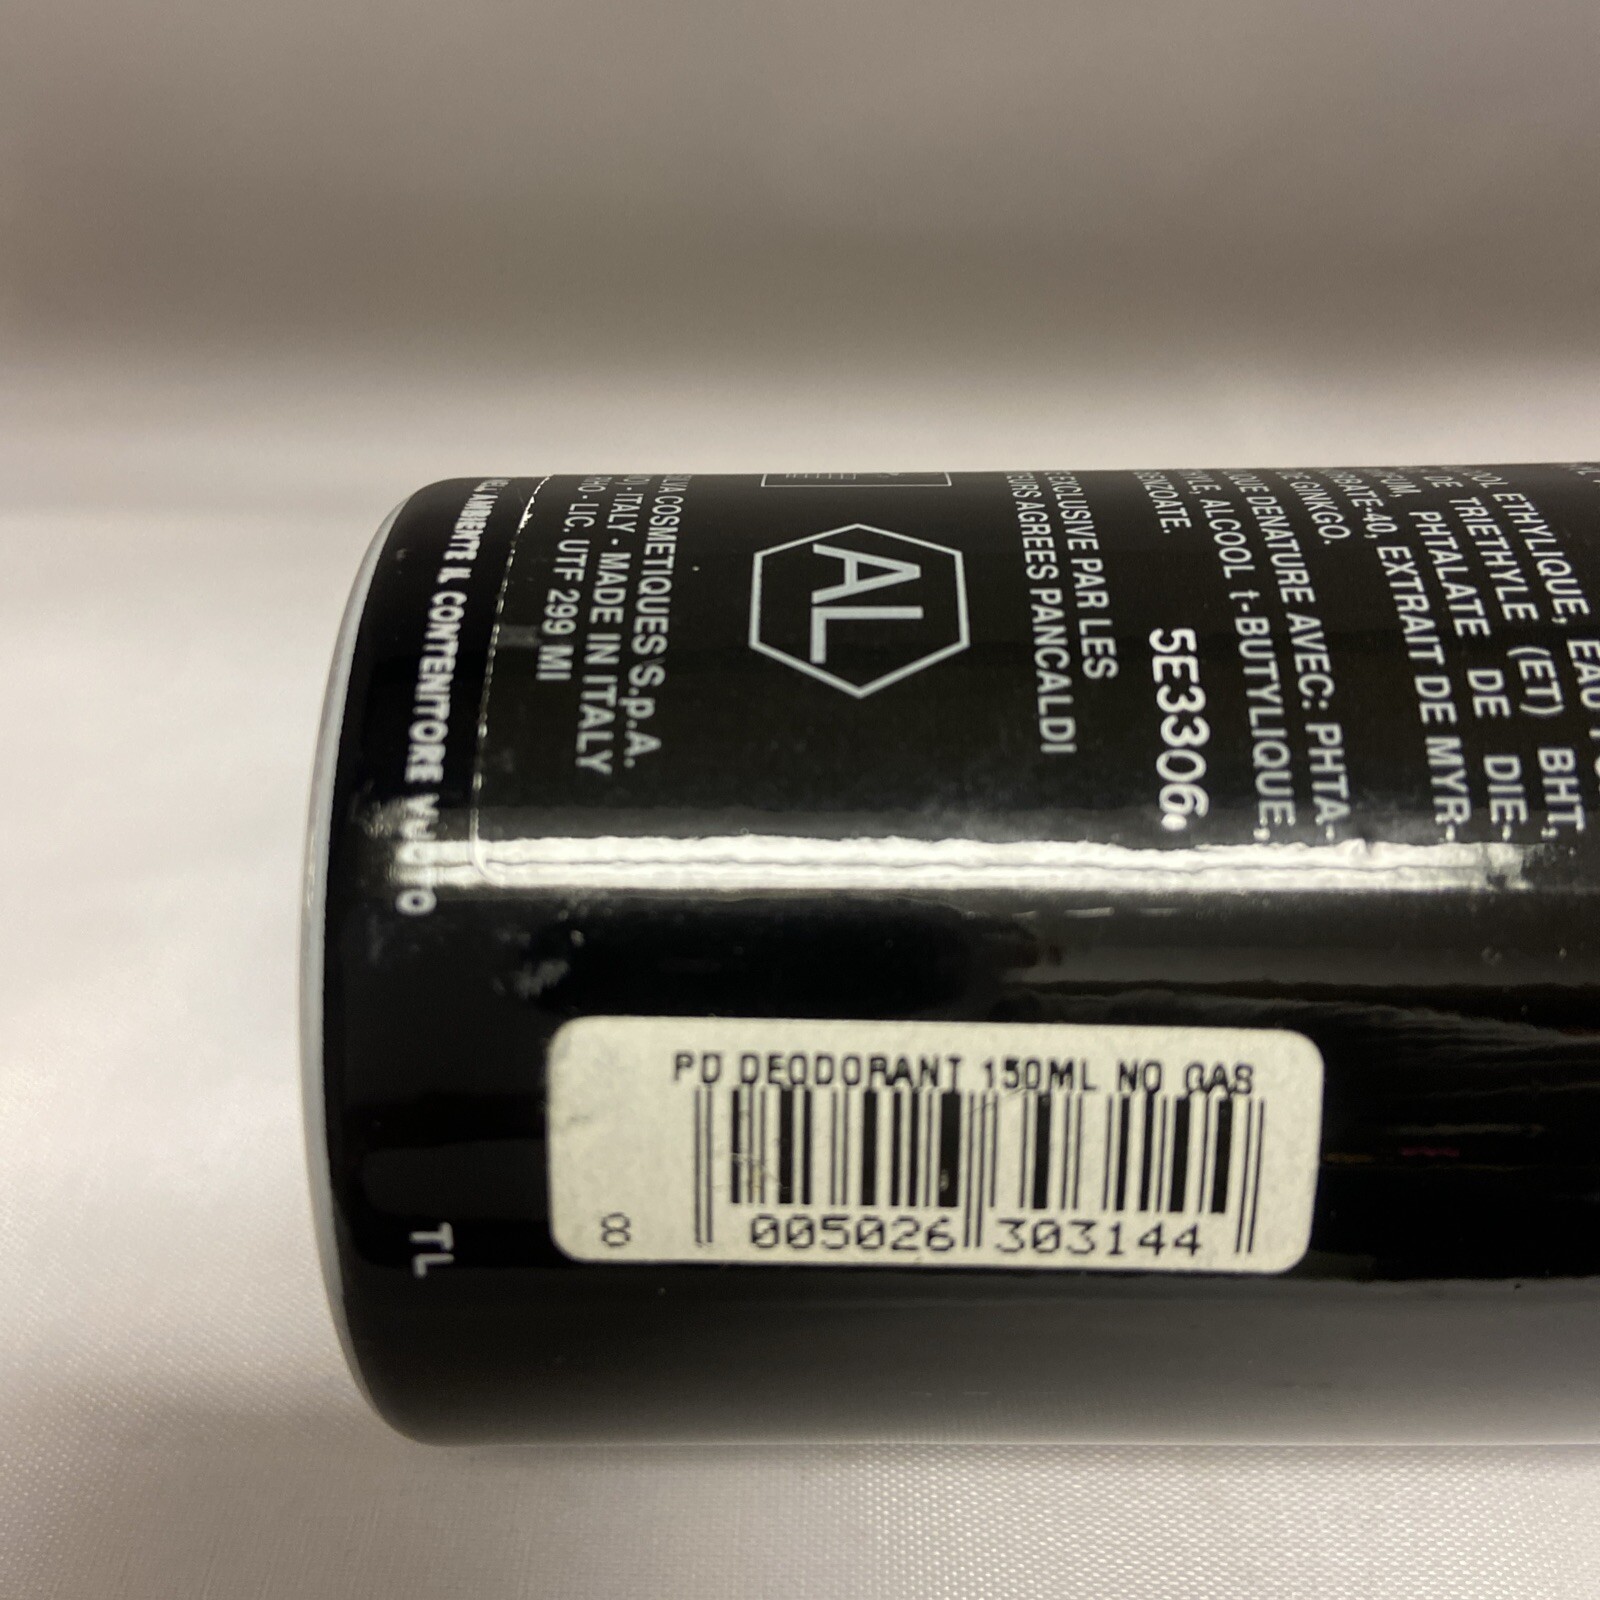 ETHYLIQUE, EAU
DE TRIETHYLE (ET) BHT,
PHTALATE DE DIE-
40, EXTRAIT DE MYR-
DE GINKGO.
DENATURE AVEC: PHTA-
ALCOOL t-BUTYLIQUE,
BENZOATE.
5E3306.
EXCLUSIVE PAR LES
AGREES PANCALDI
AL
COSMETIQUES S.p.A.
ITALY - MADE IN ITALY
LIC. UTF 299 MI
AMBIENTE IL CONTENITORE VUOTO
TL
PD DEODORANT 150ML NO GAS
8 005026 303144